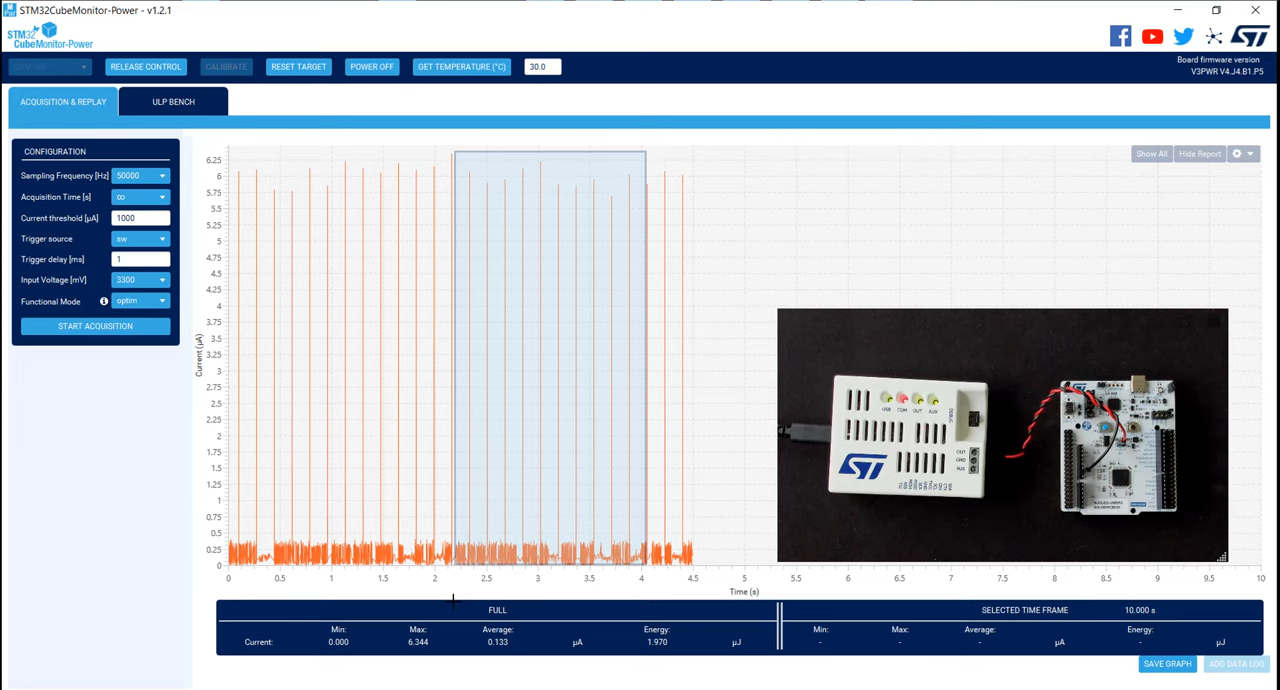 STM32CubeMonitor-Power - v1.2.1
STM32
CubeMonitor-Power
RELEASE CONTROL
CALIBRATE
RESET TARGET
POWER OFF
GET TEMPERATURE (°C)
30.0
Board firmware version
V3PWR V4.J4.B1.P5
ACQUISITION & REPLAY
ULP BENCH
CONFIGURATION
Sampling Frequency [Hz] 50000
Acquisition Time [s] ∞
Current threshold [µA] 1000
Trigger source sw
Trigger delay [ms] 1
Input Voltage [mV] 3300
Functional Mode optim
START ACQUISITION
Show All
Hide Report
Current (µA)
6.25
6
5.75
5.5
5.25
5
4.75
4.5
4.25
4
3.75
3.5
3.25
3
2.75
2.5
2.25
2
1.75
1.5
1.25
1
0.75
0.5
0.25
0
0 0.5 1 1.5 2 2.5 3 3.5 4 4.5 5 5.5 6 6.5 7 7.5 8 8.5 9 9.5 10
Time (s)
USB COM OUT AUX
DEBUG
OUT
GND
AUX
ST
FULL
Min: Max: Average: Energy:
Current: 0.000 6.344 0.133 µA 1.970 µJ
SELECTED TIME FRAME 10.000 s
Min: Max: Average: Energy:
- - - µA - µJ
SAVE GRAPH
ADD DATA LOG